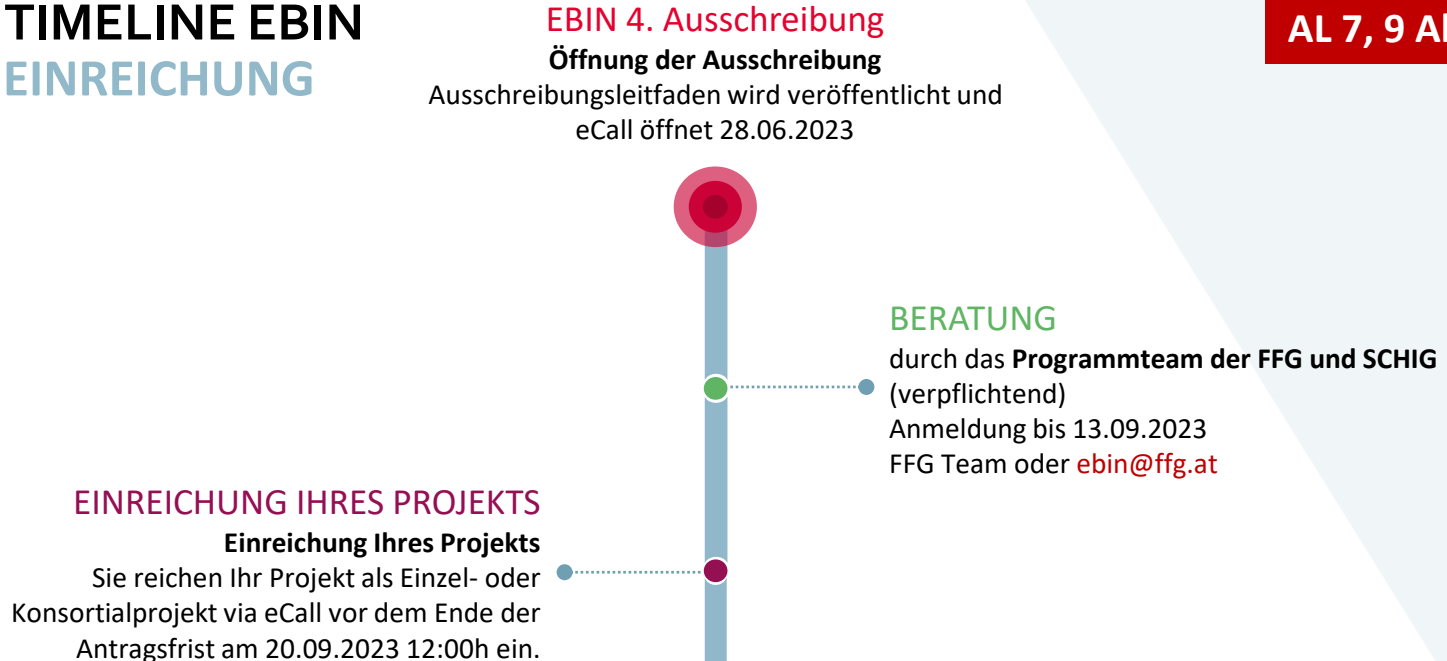 TIMELINE EBIN
EINREICHUNG
EBIN 4. Ausschreibung
Öffnung der Ausschreibung
Ausschreibungsleitfaden wird veröffentlicht und
eCall öffnet 28.06.2023
AL 7, 9
BERATUNG
durch das Programmteam der FFG und SCHIG
(verpflichtend)
Anmeldung bis 13.09.2023
FFG Team oder ebin@ffg.at
EINREICHUNG IHRES PROJEKTS
Einreichung Ihres Projekts
Sie reichen Ihr Projekt als Einzel- oder
Konsortialprojekt via eCall vor dem Ende der
Antragsfrist am 20.09.2023 12:00h ein.